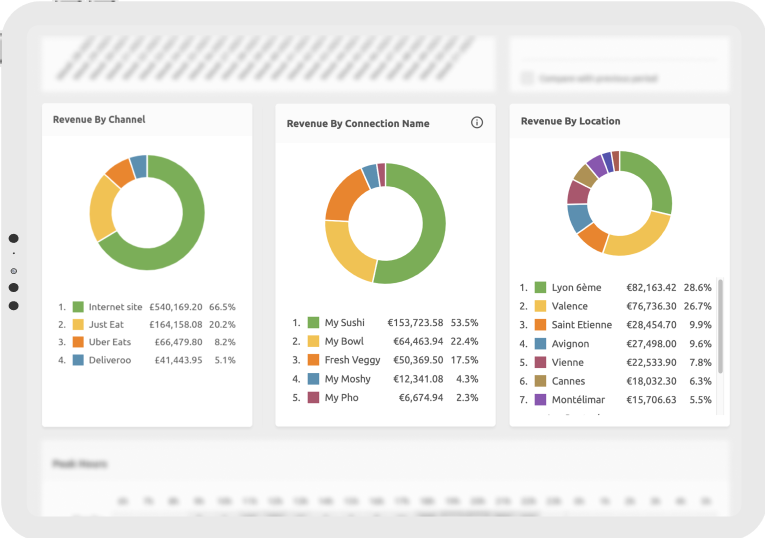 Compare with previous period
Revenue By Channel
1. Internet site £540,169.20 66.5%
2. Just Eat £164,158.08 20.2%
3. Uber Eats £66,479.80 8.2%
4. Deliveroo £41,443.95 5.1%
Revenue By Connection Name
1. My Sushi €153,723.58 53.5%
2. My Bowl €64,463.94 22.4%
3. Fresh Veggy €50,369.50 17.5%
4. My Moshy €12,341.08 4.3%
5. My Pho €6,674.94 2.3%
Revenue By Location
1. Lyon 6ème €82,163.42 28.6%
2. Valence €76,736.30 26.7%
3. Saint Etienne €28,454.70 9.9%
4. Avignon €27,498.00 9.6%
5. Vienne €22,533.90 7.8%
6. Cannes €18,032.30 6.3%
7. Montélimar €15,706.63 5.5%
Peak Hours